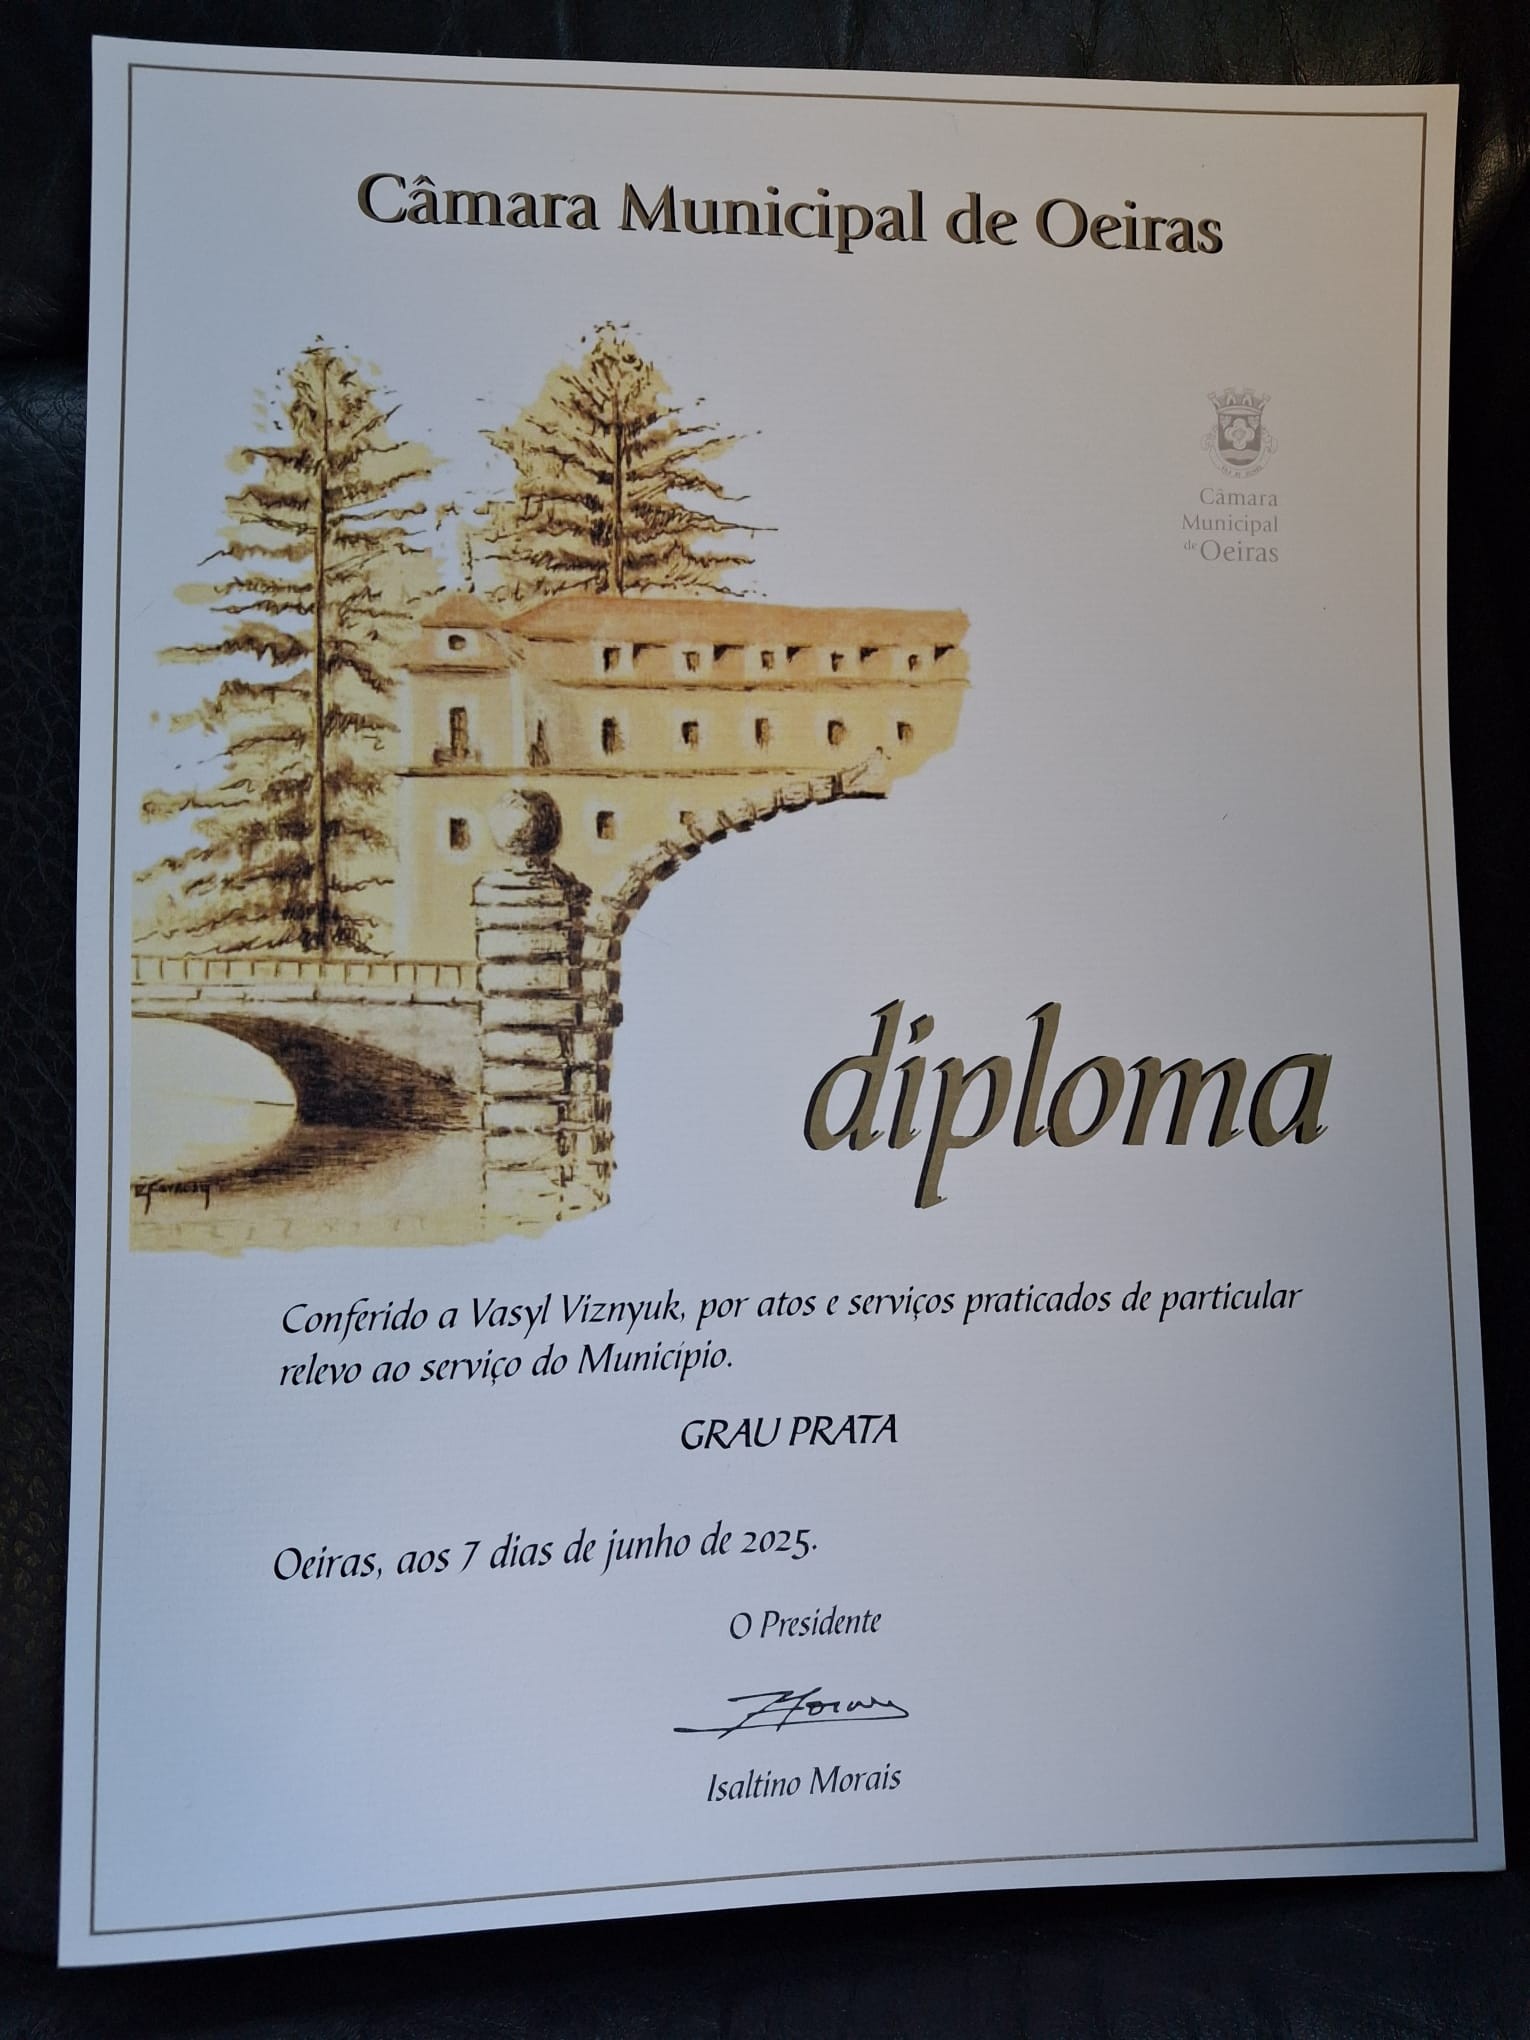 Câmara Municipal de Oeiras
Câmara
Municipal
de Oeiras
diploma
Conferido a Vasyl Viznyuk, por atos e serviços praticados de particular
relevo ao serviço do Município.
GRAU PRATA
Oeiras, aos 7 dias de junho de 2025.
O Presidente
Isaltino Morais